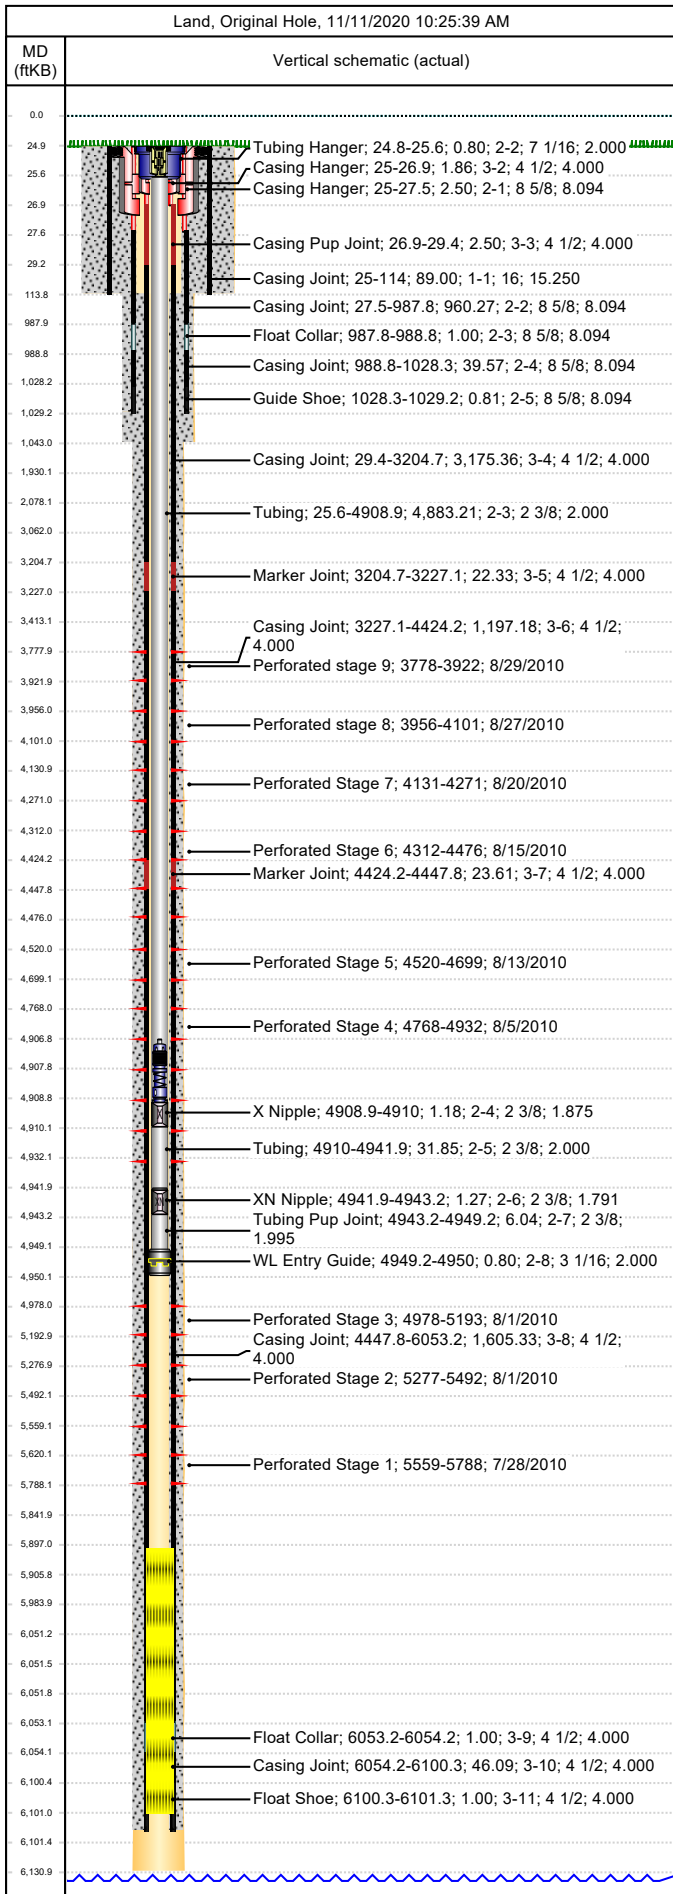 Land, Original Hole, 11/11/2020 10:25:39 AM
MD
(ftKB)
Vertical schematic (actual)
0.0
24.9
Tubing Hanger; 24.8-25.6; 0.80; 2-2; 7 1/16; 2.000
Casing Hanger; 25-26.9; 1.86; 3-2; 4 1/2; 4.000
25.6
Casing Hanger; 25-27.5; 2.50; 2-1; 8 5/8; 8.094
26.9
27.6
Casing Pup Joint; 26.9-29.4; 2.50; 3-3; 4 1/2; 4.000
29.2
Casing Joint; 25-114; 89.00; 1-1; 16; 15.250
113.8
Casing Joint; 27.5-987.8; 960.27; 2-2; 8 5/8; 8.094
987.9
Float Collar; 987.8-988.8; 1.00; 2-3; 8 5/8; 8.094
988.8
Casing Joint; 988.8-1028.3; 39.57; 2-4; 8 5/8; 8.094
1,028.2
Guide Shoe; 1028.3-1029.2; 0.81; 2-5; 8 5/8; 8.094
1,029.2
1,043.0
Casing Joint; 29.4-3204.7; 3,175.36; 3-4; 4 1/2; 4.000
1,930.1
2,078.1
Tubing; 25.6-4908.9; 4,883.21; 2-3; 2 3/8; 2.000
3,062.0
3,204.7
Marker Joint; 3204.7-3227.1; 22.33; 3-5; 4 1/2; 4.000
3,227.0
3,413.1
Casing Joint; 3227.1-4424.2; 1,197.18; 3-6; 4 1/2;
4.000
3,777.9
Perforated stage 9; 3778-3922; 8/29/2010
3,921.9
3,956.0
Perforated stage 8; 3956-4101; 8/27/2010
4,101.0
4,130.9
Perforated Stage 7; 4131-4271; 8/20/2010
4,271.0
4,312.0
Perforated Stage 6; 4312-4476; 8/15/2010
4,424.2
Marker Joint; 4424.2-4447.8; 23.61; 3-7; 4 1/2; 4.000
4,447.8
4,476.0
4,520.0
Perforated Stage 5; 4520-4699; 8/13/2010
4,699.1
4,768.0
Perforated Stage 4; 4768-4932; 8/5/2010
4,906.8
4,907.8
4,908.8
X Nipple; 4908.9-4910; 1.18; 2-4; 2 3/8; 1.875
4,910.1
Tubing; 4910-4941.9; 31.85; 2-5; 2 3/8; 2.000
4,932.1
4,941.9
XN Nipple; 4941.9-4943.2; 1.27; 2-6; 2 3/8; 1.791
4,943.2
Tubing Pup Joint; 4943.2-4949.2; 6.04; 2-7; 2 3/8;
1.995
4,949.1
WL Entry Guide; 4949.2-4950; 0.80; 2-8; 3 1/16; 2.000
4,950.1
4,978.0
Perforated Stage 3; 4978-5193; 8/1/2010
5,192.9
Casing Joint; 4447.8-6053.2; 1,605.33; 3-8; 4 1/2;
4.000
5,276.9
Perforated Stage 2; 5277-5492; 8/1/2010
5,492.1
5,559.1
5,620.1
Perforated Stage 1; 5559-5788; 7/28/2010
5,788.1
5,841.9
5,897.0
5,905.8
5,983.9
6,051.2
6,051.5
6,051.8
6,053.1
Float Collar; 6053.2-6054.2; 1.00; 3-9; 4 1/2; 4.000
6,054.1
Casing Joint; 6054.2-6100.3; 46.09; 3-10; 4 1/2; 4.000
6,100.4
Float Shoe; 6100.3-6101.3; 1.00; 3-11; 4 1/2; 4.000
6,101.0
6,101.4
6,130.9